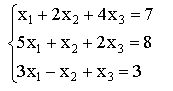 x₁ + 2x₂ + 4x₃ = 7
5x₁ + x₂ + 2x₃ = 8
3x₁ − x₂ + x₃ = 3